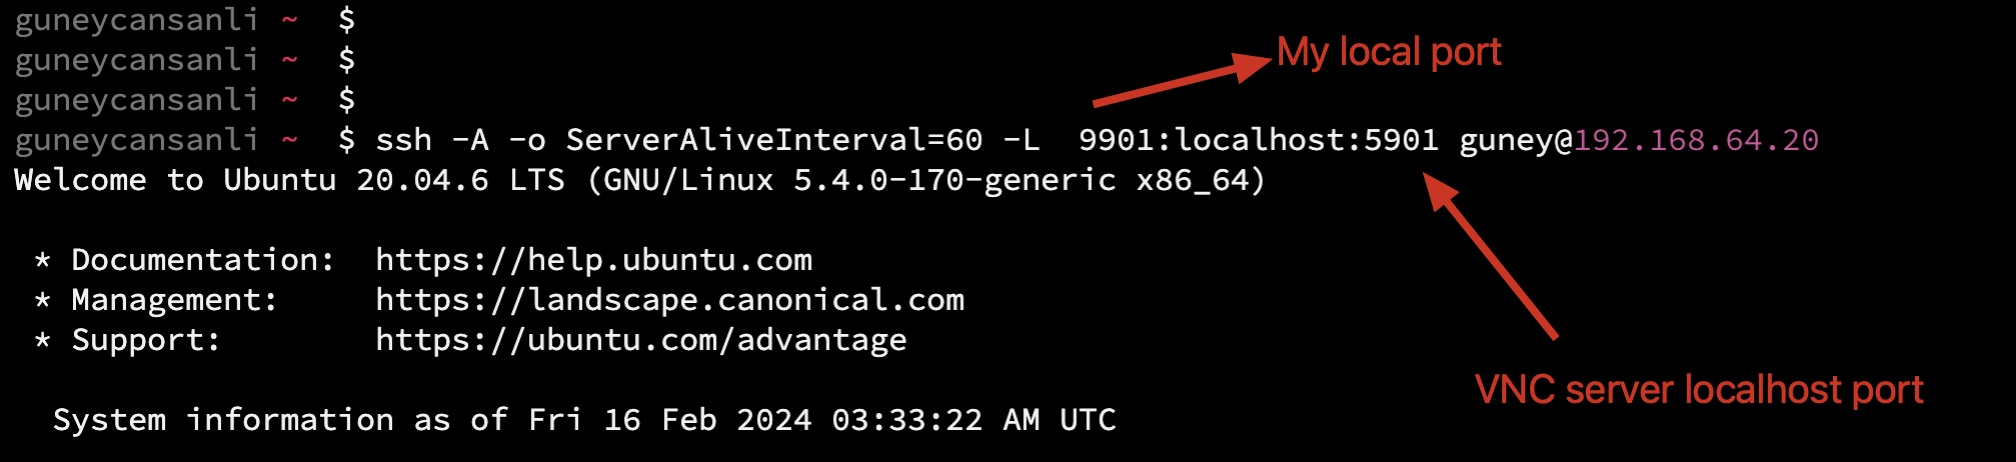 guneycansanli ~ $
guneycansanli ~ $
My local port
guneycansanli ~ $
guneycansanli ~ $ ssh -A -o ServerAliveInterval=60 -L  9901:localhost:5901 guney@192.168.64.20
Welcome to Ubuntu 20.04.6 LTS (GNU/Linux 5.4.0-170-generic x86_64)
* Documentation:  https://help.ubuntu.com
* Management:     https://landscape.canonical.com
* Support:        https://ubuntu.com/advantage
VNC server localhost port
System information as of Fri 16 Feb 2024 03:33:22 AM UTC